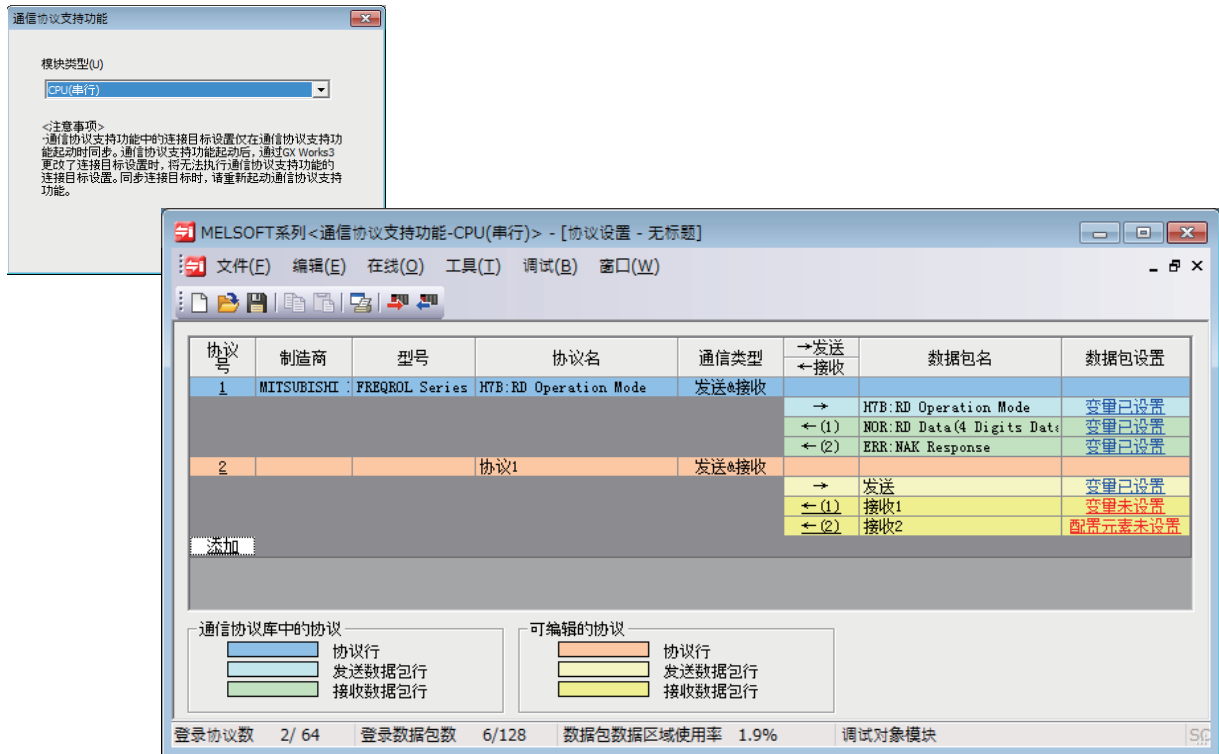 通信协议支持功能
模块类型(U)
CPU(串行)
<注意事项>
·通信协议支持功能中的连接目标设置仅在通信协议支持功
能起动时同步。通信协议支持功能起动后，通过GX Works3
更改了连接目标设置时，将无法执行通信协议支持功能的
连接目标设置。同步连接目标时，请重新起动通信协议支持
功能。
MELSOFT系列<通信协议支持功能-CPU(串行)> - [协议设置 - 无标题]
文件(F) 编辑(E) 在线(O) 工具(T) 调试(B) 窗口(W)
协议号 制造商 型号 协议名 通信类型 →发送 ←接收 数据包名 数据包设置
1 MITSUBISHI FREQROL Series H7B:RD Operation Mode 发送&接收
→ H7B:RD Operation Mode 变量已设置
←(1) NOR:RD Data(4 Digits Data 变量已设置
←(2) ERR:NAK Response 变量已设置
2 协议1 发送&接收
→ 发送 变量已设置
←(1) 接收1 变量未设置
←(2) 接收2 配置元素未设置
添加
通信协议库中的协议
协议行
发送数据包行
接收数据包行
可编辑的协议
协议行
发送数据包行
接收数据包行
登录协议数 2/ 64 登录数据包数 6/128 数据包数据区域使用率 1.9% 调试对象模块